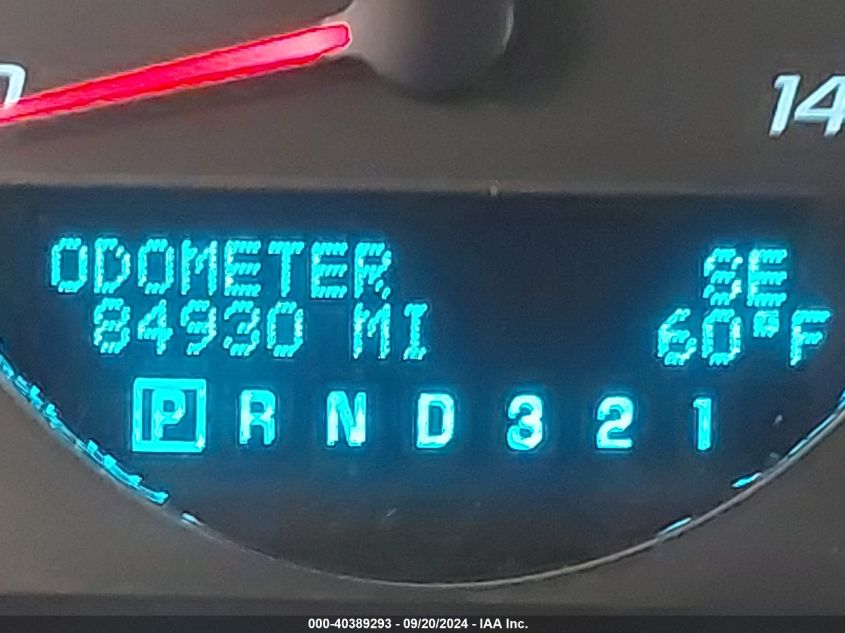 14
ODOMETER SE
84930 MI 60°F
P R N D 3 2 1
000-40389293 - 09/20/2024 - IAA Inc.